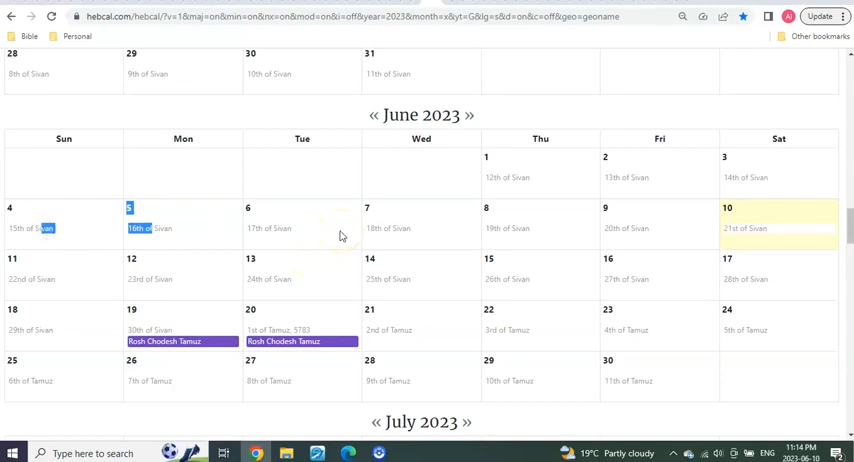 hebcal.com/hebcal/?v=1&maj=on&min=on&nx=on&mod=on&i=off&year=2023&month=x&yt=G&lg=s&d=on&c=off&geo=geoname
AI
Update
Bible Personal
Other bookmarks
28 29 30 31
8th of Sivan 9th of Sivan 10th of Sivan 11th of Sivan
« June 2023 »
Sun Mon Tue Wed Thu Fri Sat
1 2 3
12th of Sivan 13th of Sivan 14th of Sivan
4 5 6 7 8 9 10
15th of Sivan 16th of Sivan 17th of Sivan 18th of Sivan 19th of Sivan 20th of Sivan 21st of Sivan
11 12 13 14 15 16 17
22nd of Sivan 23rd of Sivan 24th of Sivan 25th of Sivan 26th of Sivan 27th of Sivan 28th of Sivan
18 19 20 21 22 23 24
29th of Sivan 30th of Sivan 1st of Tamuz, 5783 2nd of Tamuz 3rd of Tamuz 4th of Tamuz 5th of Tamuz
Rosh Chodesh Tamuz Rosh Chodesh Tamuz
25 26 27 28 29 30
6th of Tamuz 7th of Tamuz 8th of Tamuz 9th of Tamuz 10th of Tamuz 11th of Tamuz
« July 2023 »
Type here to search
19°C Partly cloudy
ENG
11:14 PM
2023-06-10
2